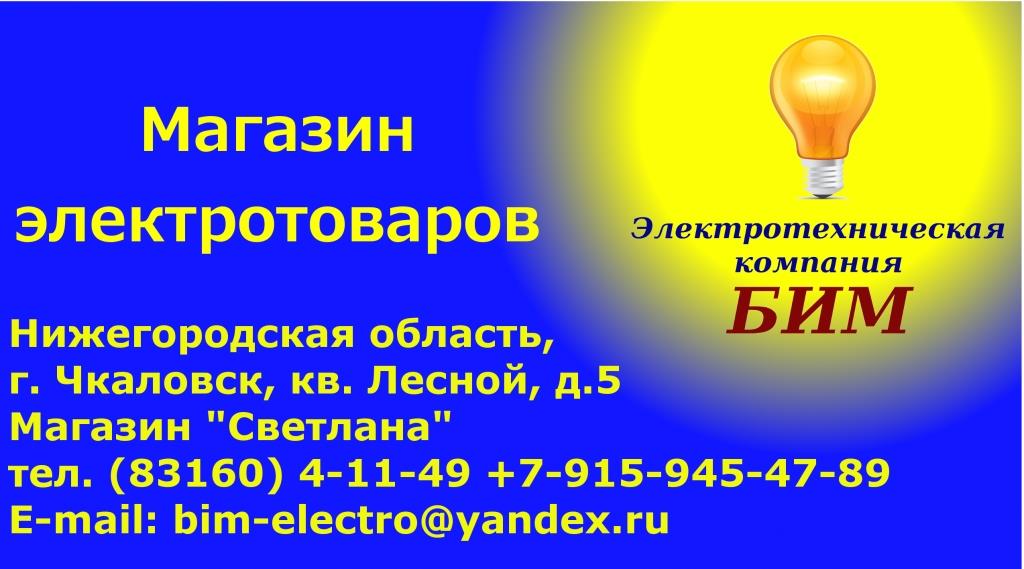 Магазин
электротоваров
Электротехническая
компания
БИМ
Нижегородская область,
г. Чкаловск, кв. Лесной, д.5
Магазин "Светлана"
тел. (83160) 4-11-49 +7-915-945-47-89
E-mail: bim-electro@yandex.ru